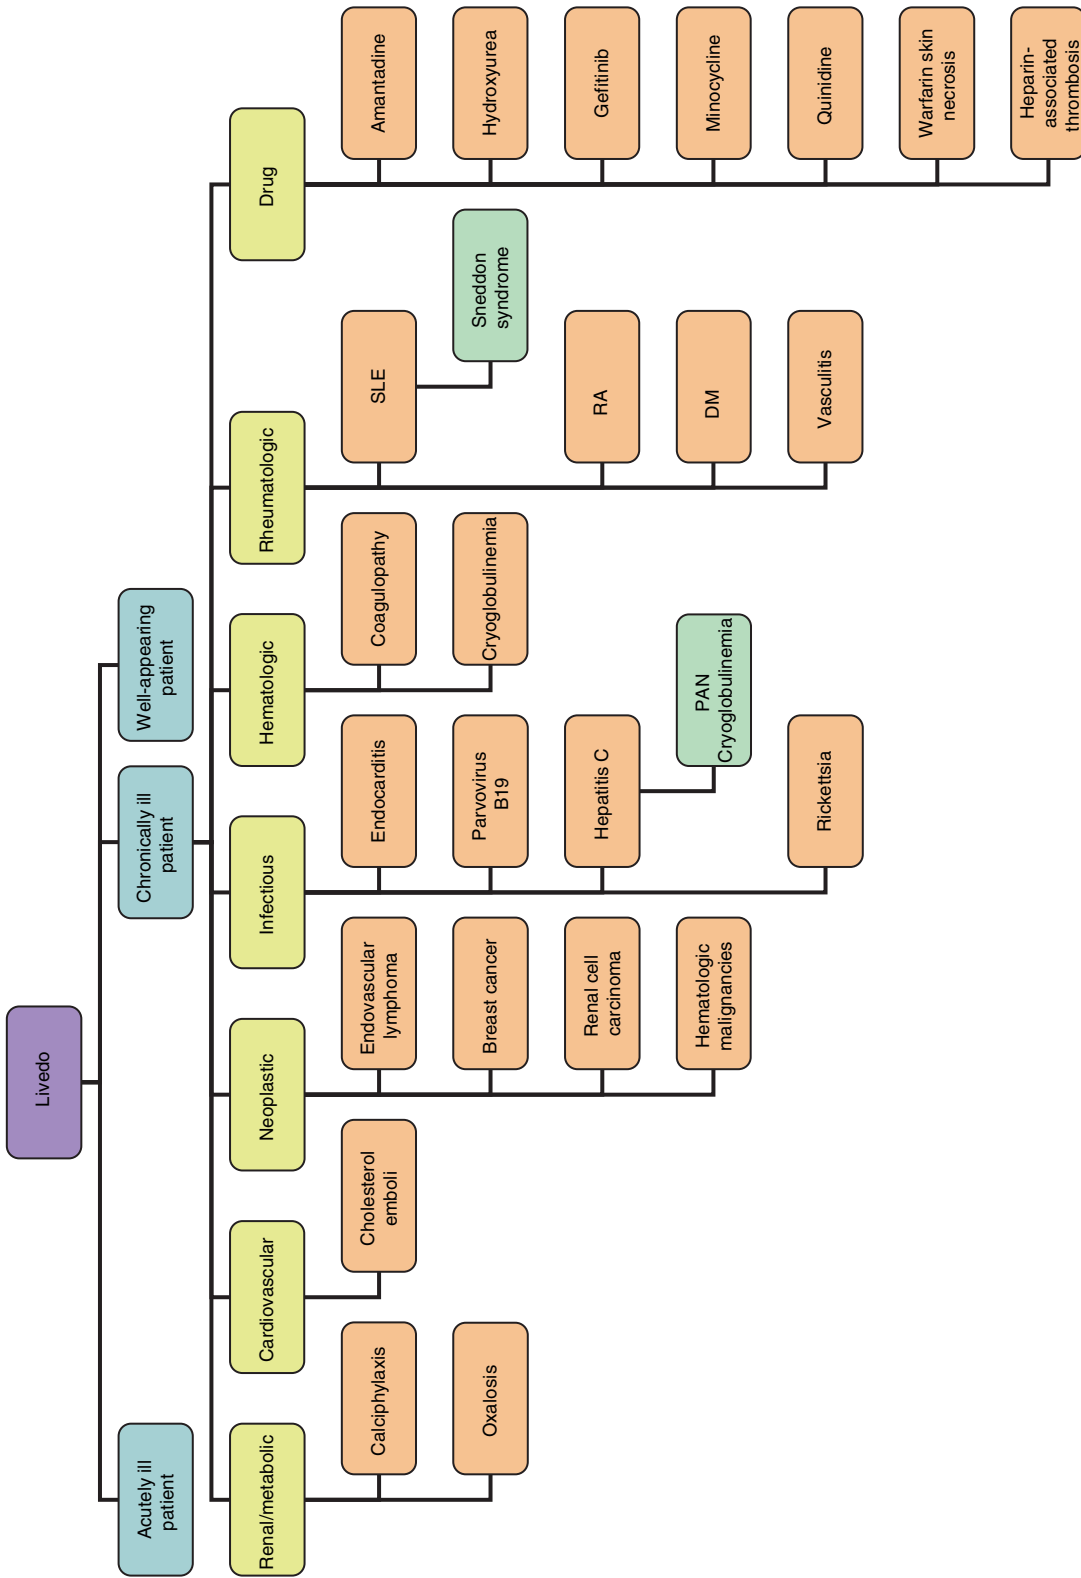 Livedo
Acutely ill
patient
Chronically ill
patient
Well-appearing
patient
Renal/metabolic
Cardiovascular
Neoplastic
Infectious
Hematologic
Rheumatologic
Drug
Calciphylaxis
Oxalosis
Cholesterol
emboli
Endovascular
lymphoma
Breast cancer
Renal cell
carcinoma
Hematologic
malignancies
Endocarditis
Parvovirus
B19
Hepatitis C
PAN
Cryoglobulinemia
Rickettsia
Coagulopathy
Cryoglobulinemia
SLE
Sneddon
syndrome
RA
DM
Vasculitis
Amantadine
Hydroxyurea
Gefitinib
Minocycline
Quinidine
Warfarin skin
necrosis
Heparin-
associated
thrombosis